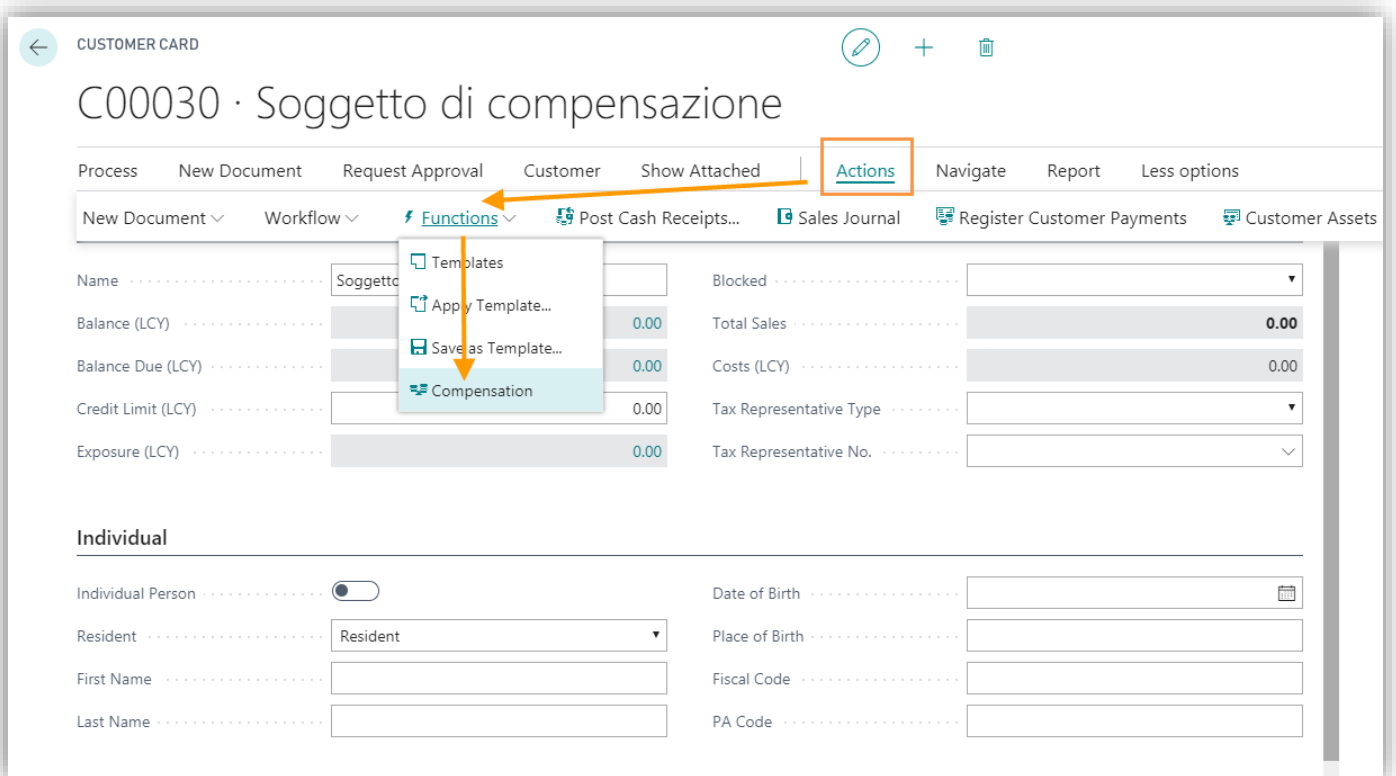 CUSTOMER CARD
C00030 · Soggetto di compensazione
Process New Document Request Approval Customer Show Attached Actions Navigate Report Less options
New Document Workflow Functions Post Cash Receipts... Sales Journal Register Customer Payments Customer Assets
Templates
Apply Template...
Save as Template...
Compensation
Name Soggetto Blocked
Balance (LCY) 0.00 Total Sales 0.00
Balance Due (LCY) 0.00 Costs (LCY) 0.00
Credit Limit (LCY) 0.00 Tax Representative Type
Exposure (LCY) 0.00 Tax Representative No.
Individual
Individual Person Date of Birth
Resident Resident Place of Birth
First Name Fiscal Code
Last Name PA Code